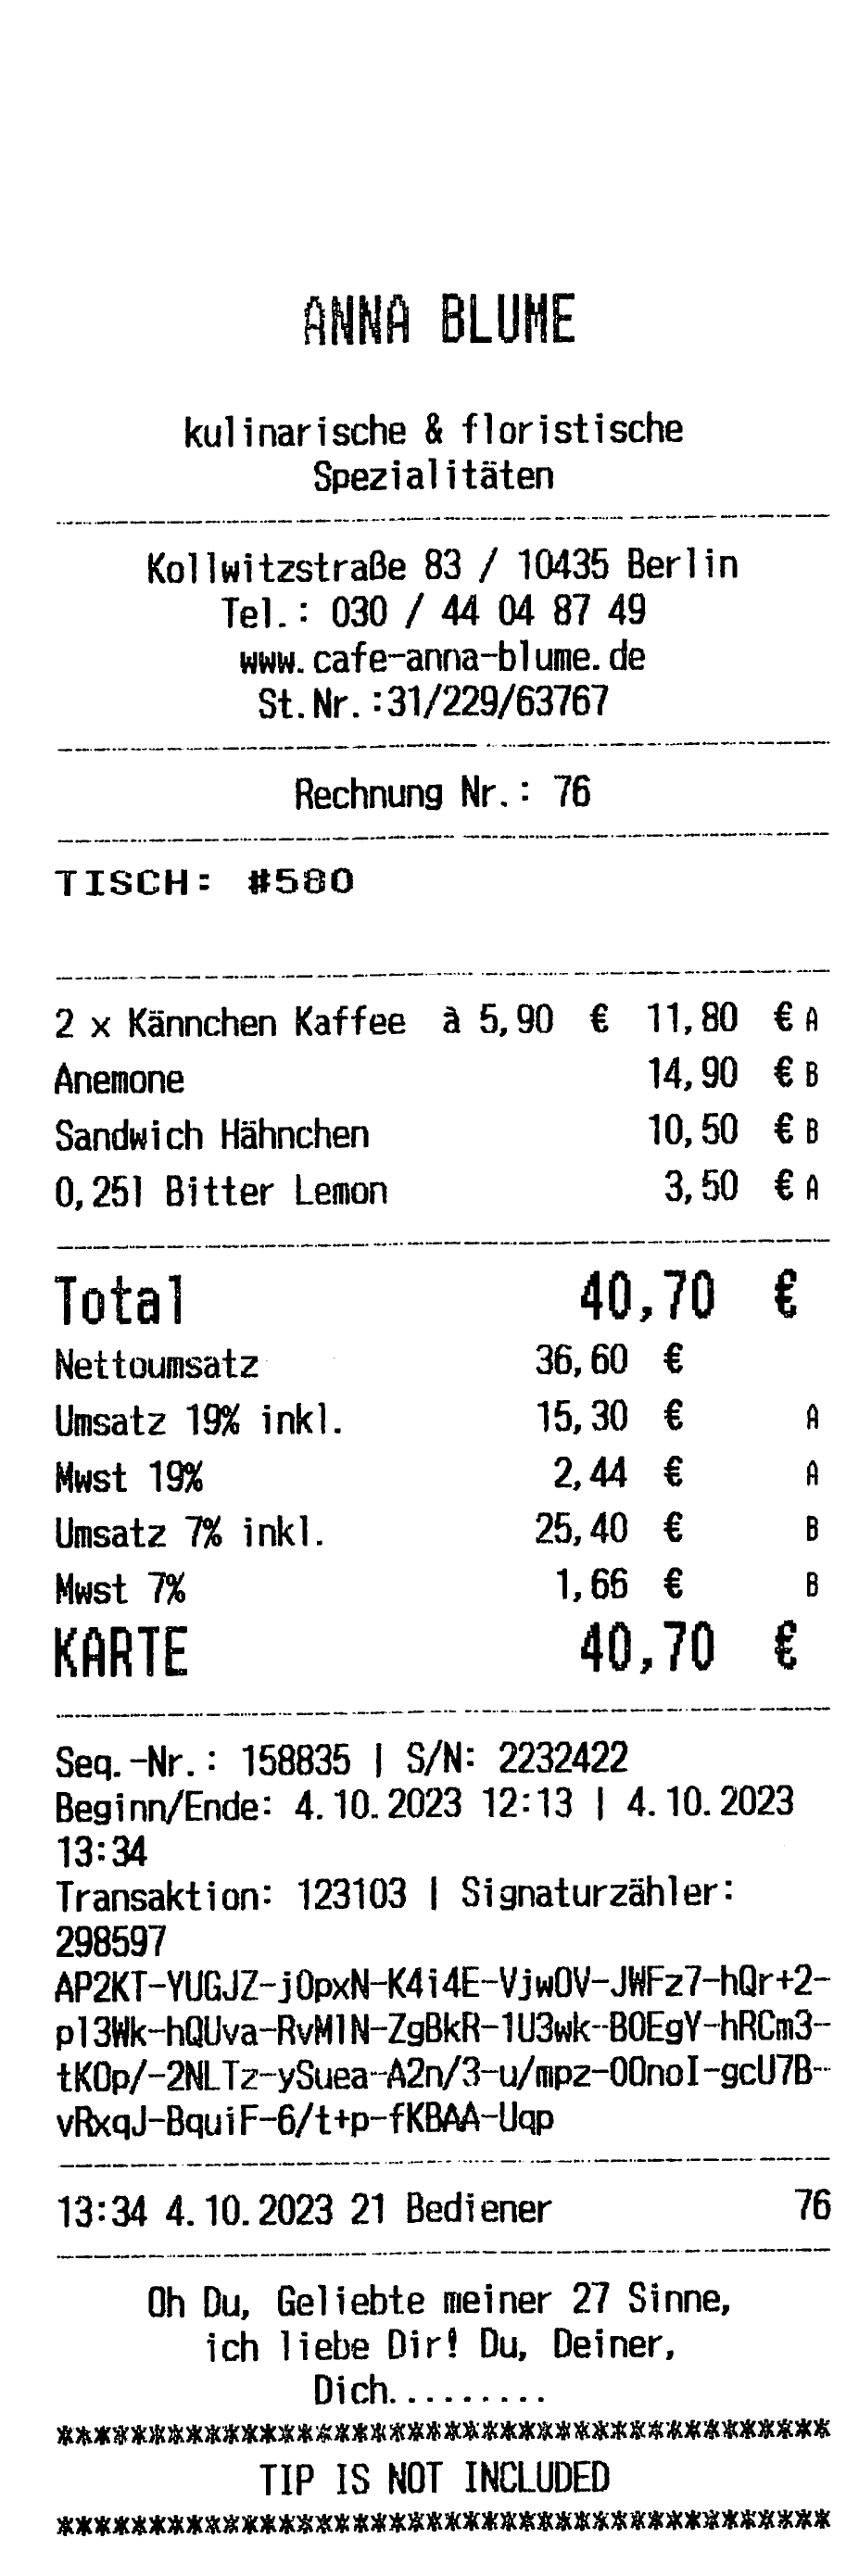 ANNA BLUME
kulinarische & floristische
Spezialitäten
Kollwitzstraße 83 / 10435 Berlin
Tel.: 030 / 44 04 87 49
www.cafe-anna-blume.de
St.Nr.:31/229/63767
Rechnung Nr.: 76
TISCH: #580
2 x Kännchen Kaffee à 5,90 € 11,80 € A
Anemone 14,90 € B
Sandwich Hähnchen 10,50 € B
0,25l Bitter Lemon 3,50 € A
Total 40,70 €
Nettoumsatz 36,60 €
Umsatz 19% inkl. 15,30 € A
Mwst 19% 2,44 € A
Umsatz 7% inkl. 25,40 € B
Mwst 7% 1,66 € B
KARTE 40,70 €
Seq.-Nr.: 158835 | S/N: 2232422
Beginn/Ende: 4.10.2023 12:13 | 4.10.2023
13:34
Transaktion: 123103 | Signaturzähler:
298597
AP2KT-YUGJZ-jOpxN-K4i4E-VjwOV-JWFz7-hQr+2-
pl3Wk-hQUva-RvMlN-ZgBkR-1U3wk-BOEgY-hRCm3-
tKOp/-2NLTz-ySuea-A2n/3-u/mpz-OOnoI-gcU7B-
vRxqJ-BquiF-6/t+p-fKBAA-Uqp
13:34 4.10.2023 21 Bediener 76
Oh Du, Geliebte meiner 27 Sinne,
ich liebe Dir! Du, Deiner,
Dich.........
******************************************
TIP IS NOT INCLUDED
******************************************